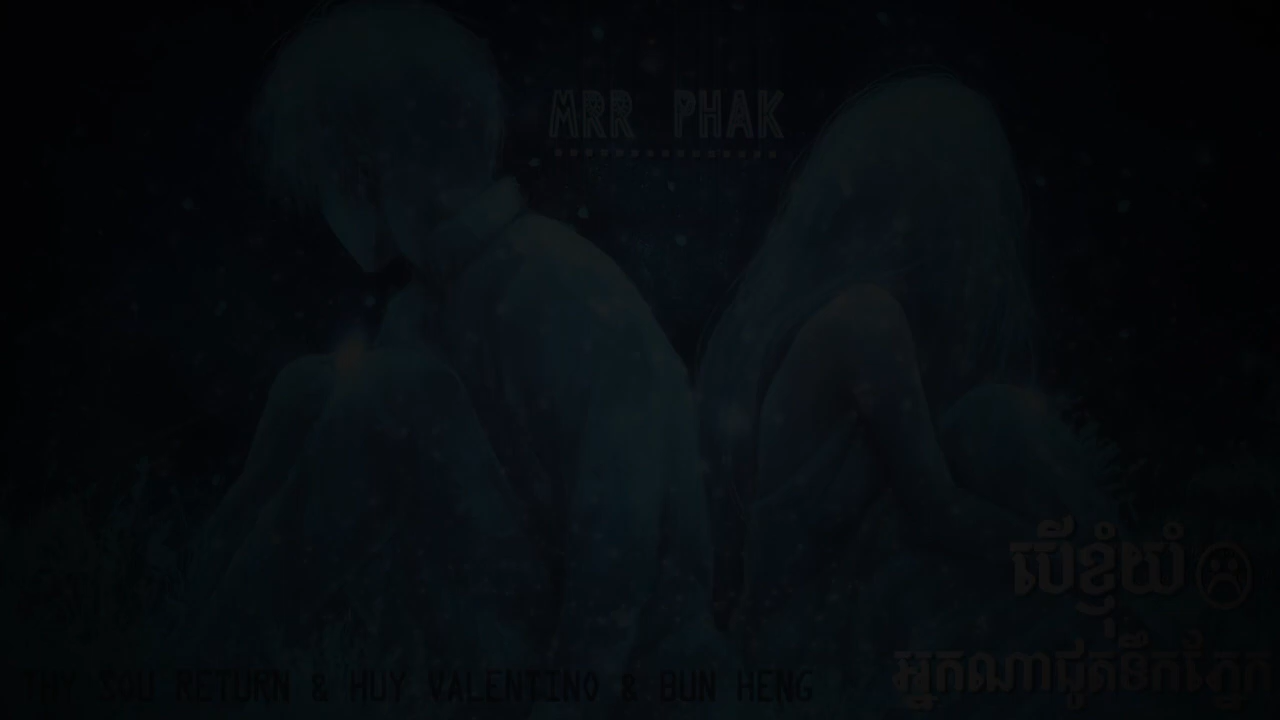 MRR PHAK
បើខ្ញុំយំ
អ្នកណាជូតទឹកភ្នែក
THY SOU RETURN & HUY VALENTINO & BUN HENG